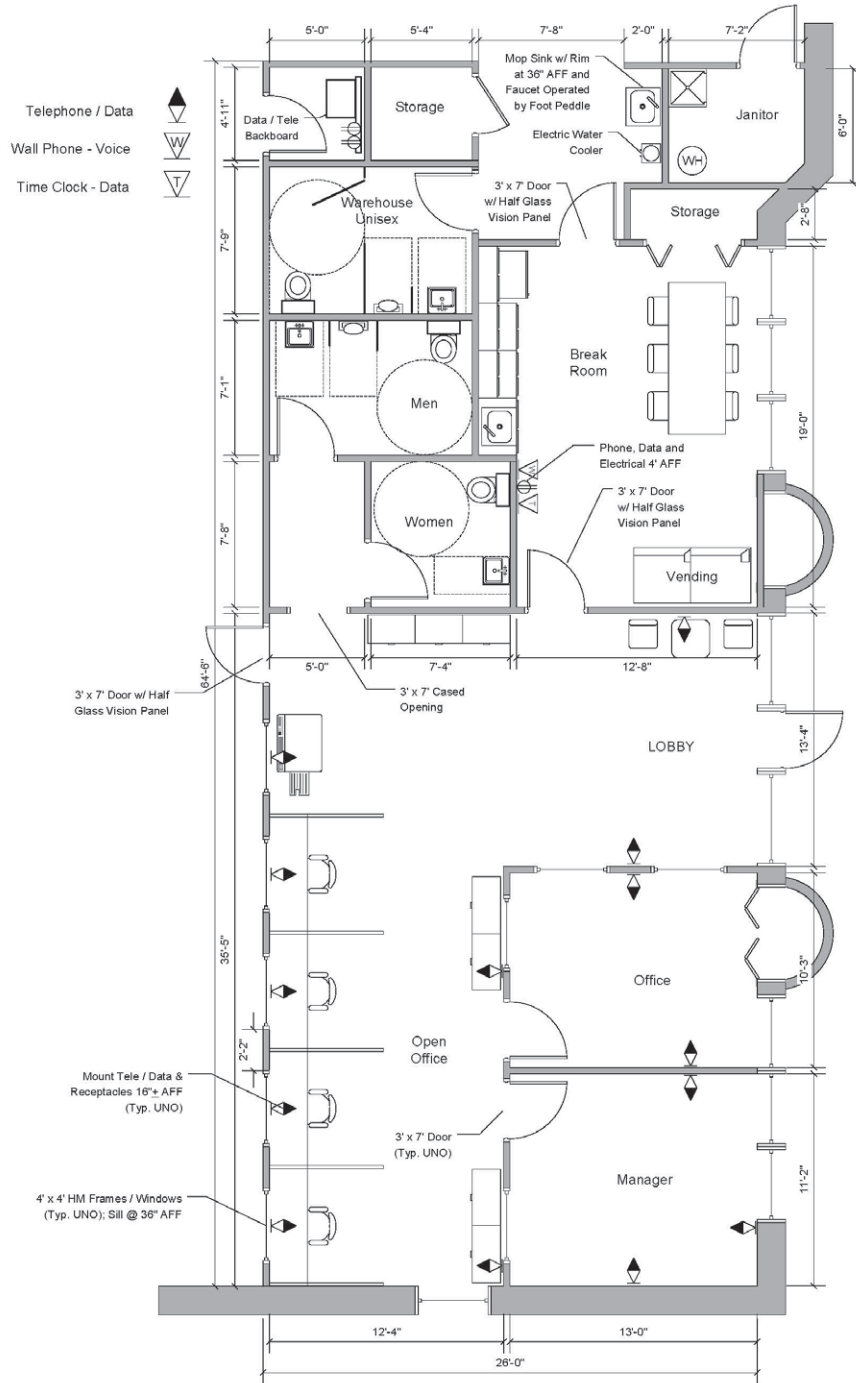 5'-0"
5'-4"
7'-8"
2'-0"
7'-2"
Telephone / Data
Wall Phone - Voice
W
Time Clock - Data
T
4'-11"
Data / Tele
Backboard
Storage
Mop Sink w/ Rim
at 36" AFF and
Faucet Operated
by Foot Peddle
Electric Water
Cooler
Janitor
WH
6'-0"
3' x 7' Door
w/ Half Glass
Vision Panel
Storage
2'-8"
Warehouse
Unisex
7'-9"
Break
Room
7'-1"
Men
19'-0"
Phone, Data and
Electrical 4' AFF
W
T
3' x 7' Door
w/ Half Glass
Vision Panel
7'-8"
Women
Vending
64'-6"
5'-0"
7'-4"
12'-8"
3' x 7' Door w/ Half
Glass Vision Panel
3' x 7' Cased
Opening
LOBBY
13'-4"
35'-5"
Office
10'-3"
Open
Office
2'-2"
Mount Tele / Data &
Receptacles 16"± AFF
(Typ. UNO)
3' x 7' Door
(Typ. UNO)
Manager
11'-2"
4' x 4' HM Frames / Windows
(Typ. UNO); Sill @ 36" AFF
12'-4"
13'-0"
26'-0"